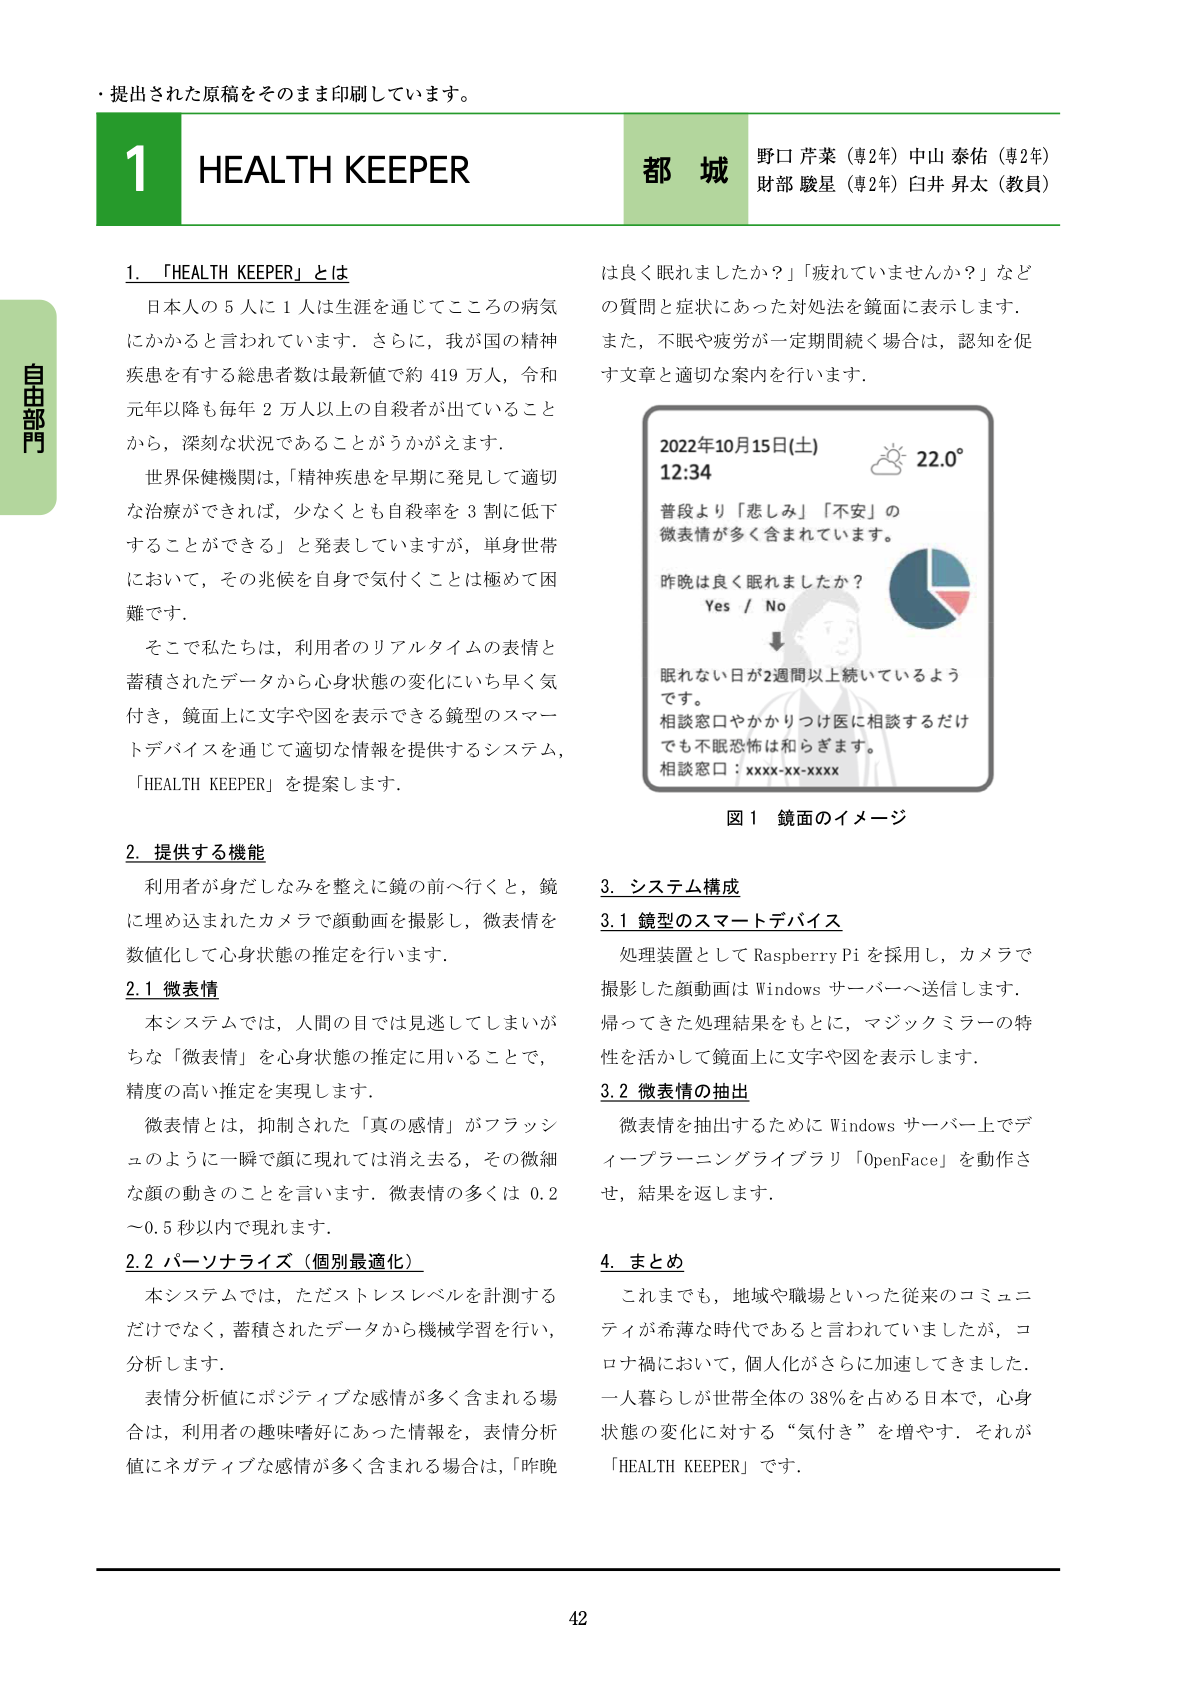 ・提出された原稿をそのまま印刷しています。
1
HEALTH KEEPER
都 城
野口 芹菜（専2年）中山 泰佑（専2年）
財部 駿星（専2年）臼井 昇太（教員）
自由部門
1. 「HEALTH KEEPER」とは
日本人の 5 人に 1 人は生涯を通じてこころの病気
にかかると言われています．さらに，我が国の精神
疾患を有する総患者数は最新値で約 419 万人，令和
元年以降も毎年 2 万人以上の自殺者が出ていること
から，深刻な状況であることがうかがえます．
世界保健機関は，「精神疾患を早期に発見して適切
な治療ができれば，少なくとも自殺率を 3 割に低下
することができる」と発表していますが，単身世帯
において，その兆候を自身で気付くことは極めて困
難です．
そこで私たちは，利用者のリアルタイムの表情と
蓄積されたデータから心身状態の変化にいち早く気
付き，鏡面上に文字や図を表示できる鏡型のスマー
トデバイスを通じて適切な情報を提供するシステム，
「HEALTH KEEPER」を提案します．
2. 提供する機能
利用者が身だしなみを整えに鏡の前へ行くと，鏡
に埋め込まれたカメラで顔動画を撮影し，微表情を
数値化して心身状態の推定を行います．
2.1 微表情
本システムでは，人間の目では見逃してしまいが
ちな「微表情」を心身状態の推定に用いることで，
精度の高い推定を実現します．
微表情とは，抑制された「真の感情」がフラッシ
ュのように一瞬で顔に現れては消え去る，その微細
な顔の動きのことを言います．微表情の多くは 0.2
～0.5 秒以内で現れます．
2.2 パーソナライズ（個別最適化）
本システムでは，ただストレスレベルを計測する
だけでなく，蓄積されたデータから機械学習を行い，
分析します．
表情分析値にポジティブな感情が多く含まれる場
合は，利用者の趣味嗜好にあった情報を，表情分析
値にネガティブな感情が多く含まれる場合は，「昨晩
は良く眠れましたか？」「疲れていませんか？」など
の質問と症状にあった対処法を鏡面に表示します．
また，不眠や疲労が一定期間続く場合は，認知を促
す文章と適切な案内を行います．
2022年10月15日(土)
12:34
22.0°
普段より「悲しみ」「不安」の
微表情が多く含まれています。
昨晩は良く眠れましたか？
Yes / No
眠れない日が2週間以上続いているよう
です。
相談窓口やかかりつけ医に相談するだけ
でも不眠恐怖は和らぎます。
相談窓口：xxxx-xx-xxxx
図 1　鏡面のイメージ
3. システム構成
3.1 鏡型のスマートデバイス
処理装置として Raspberry Pi を採用し，カメラで
撮影した顔動画は Windows サーバーへ送信します．
帰ってきた処理結果をもとに，マジックミラーの特
性を活かして鏡面上に文字や図を表示します．
3.2 微表情の抽出
微表情を抽出するために Windows サーバー上でデ
ィープラーニングライブラリ「OpenFace」を動作さ
せ，結果を返します．
4. まとめ
これまでも，地域や職場といった従来のコミュニ
ティが希薄な時代であると言われていましたが，コ
ロナ禍において，個人化がさらに加速してきました．
一人暮らしが世帯全体の 38％を占める日本で，心身
状態の変化に対する“気付き”を増やす．それが
「HEALTH KEEPER」です．
42